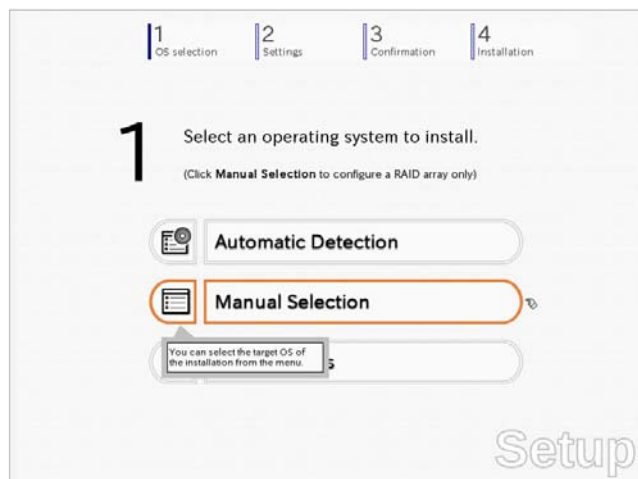 1
OS selection
2
Settings
3
Confirmation
4
Installation
1
Select an operating system to install.
(Click Manual Selection to configure a RAID array only)
Automatic Detection
Manual Selection
You can select the target OS of
the installation from the menu.
Setup